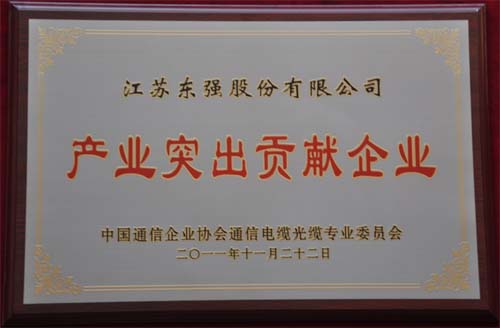 江苏东强股份有限公司
产业突出贡献企业
中国通信企业协会通信电缆光缆专业委员会
二〇一一年十一月二十二日